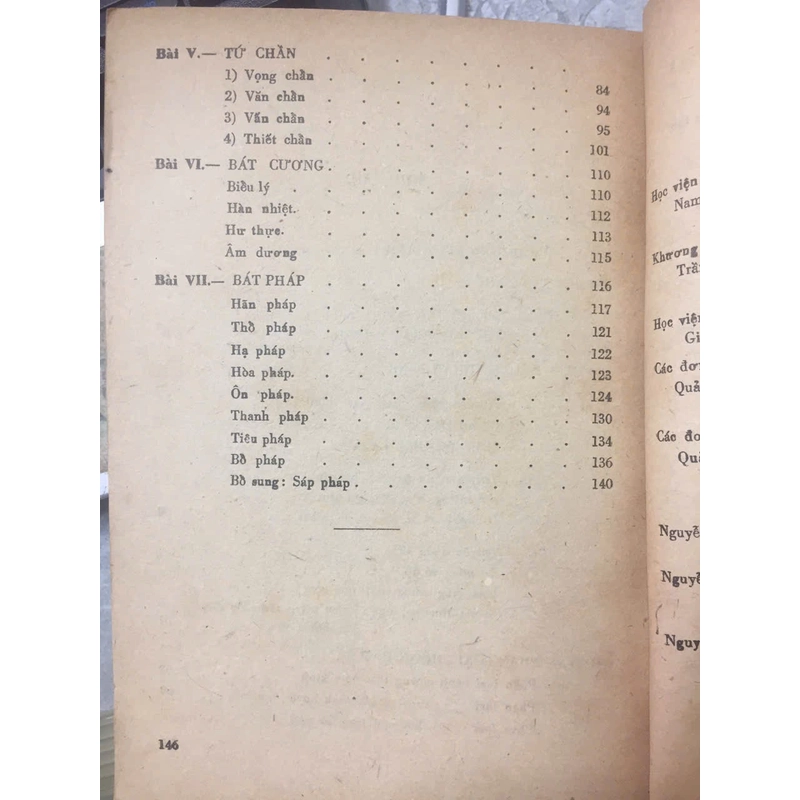 Bài V.— TỨ CHẨN . . . . . . .
1) Vọng chẩn . . . . . . . 84
2) Văn chẩn . . . . . . . 94
3) Vấn chẩn . . . . . . . 95
4) Thiết chẩn . . . . . . . 101
Bài VI.— BÁT CƯƠNG . . . . . . . 110
Biểu lý . . . . . . . . 110
Hàn nhiệt . . . . . . . 112
Hư thực . . . . . . . 113
Âm dương . . . . . . . 115
Bài VII.— BÁT PHÁP . . . . . . . 116
Hãn pháp . . . . . . . 117
Thổ pháp . . . . . . . 121
Hạ pháp . . . . . . . 122
Hòa pháp . . . . . . . 123
Ôn pháp . . . . . . . 124
Thanh pháp . . . . . . . 130
Tiêu pháp . . . . . . . 134
Bổ pháp . . . . . . . 136
Bổ sung: Sáp pháp . . . . . . 140
146
Học viện
Nam
Khương
Trầ
Học viện
Gi
Các đơn
Quả
Các đơ
Quâ
Nguyễ
Nguyễ
Nguyễ